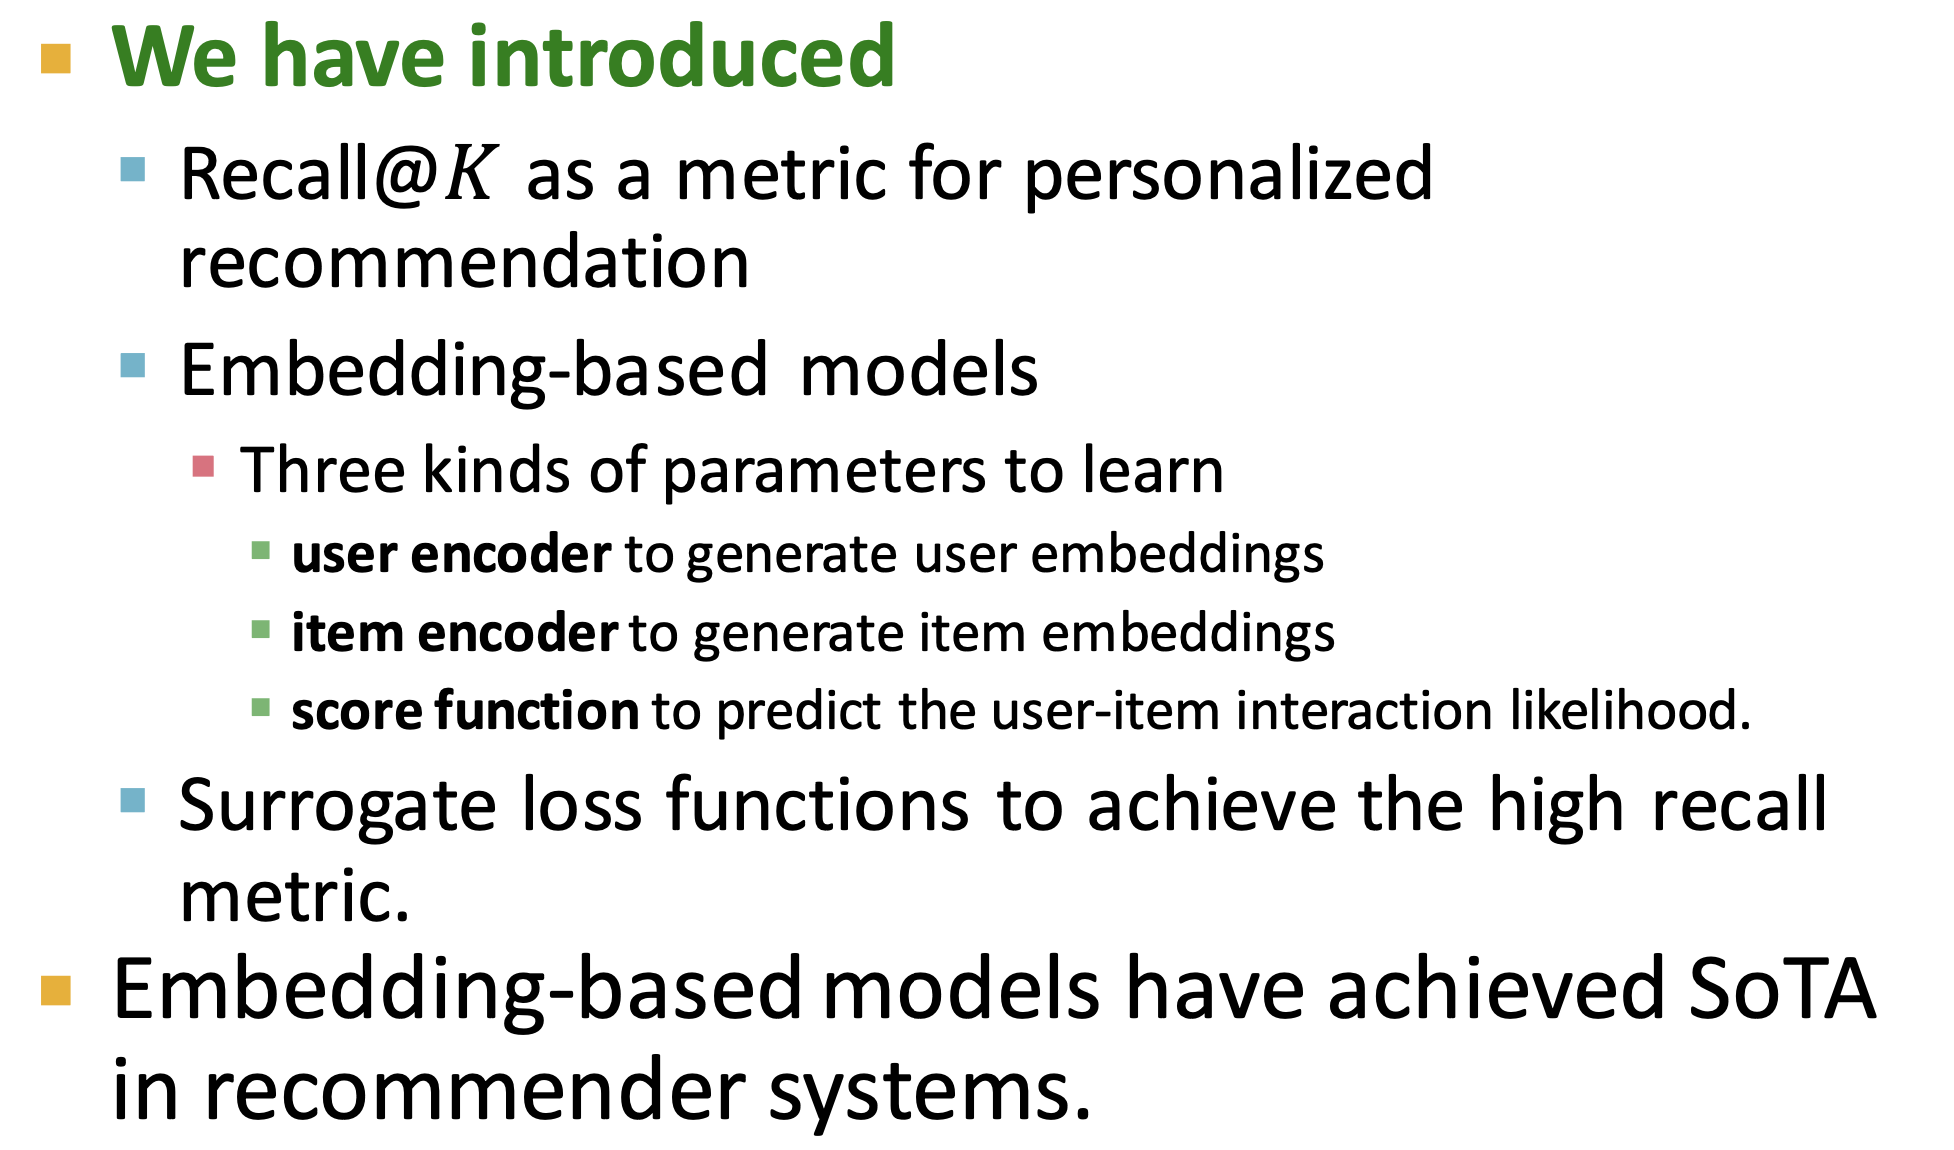 We have introduced
Recall@K as a metric for personalized
recommendation
Embedding-based models
Three kinds of parameters to learn
user encoder to generate user embeddings
item encoder to generate item embeddings
score function to predict the user-item interaction likelihood.
Surrogate loss functions to achieve the high recall
metric.
Embedding-based models have achieved SoTA
in recommender systems.